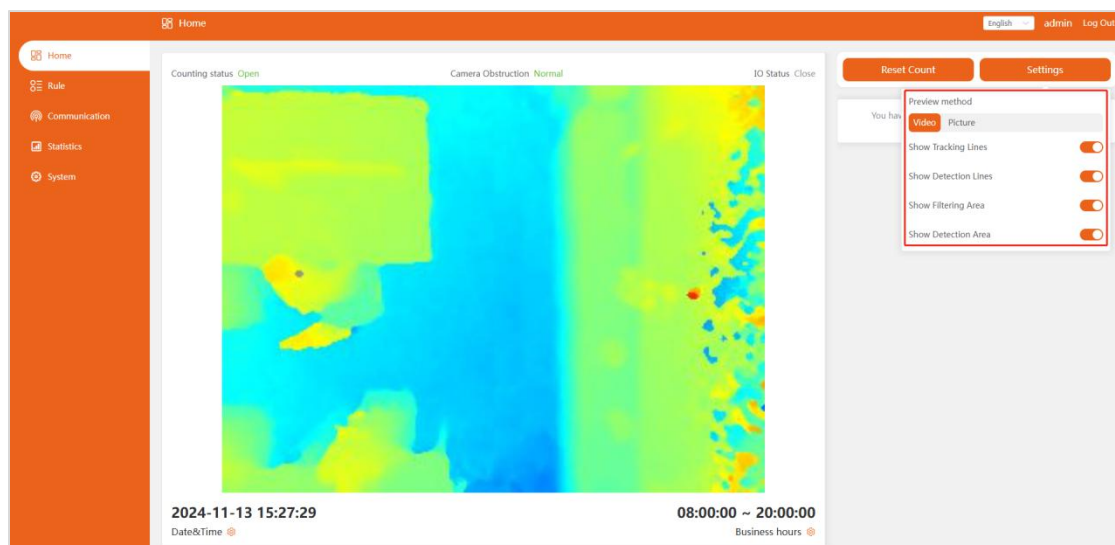 Home
English
admin
Log Out
Home
Rule
Communication
Statistics
System
Counting status Open
Camera Obstruction Normal
IO Status Close
Reset Count
Settings
You hav
Preview method
Video
Picture
Show Tracking Lines
Show Detection Lines
Show Filtering Area
Show Detection Area
2024-11-13 15:27:29
08:00:00 ~ 20:00:00
Date&Time
Business hours